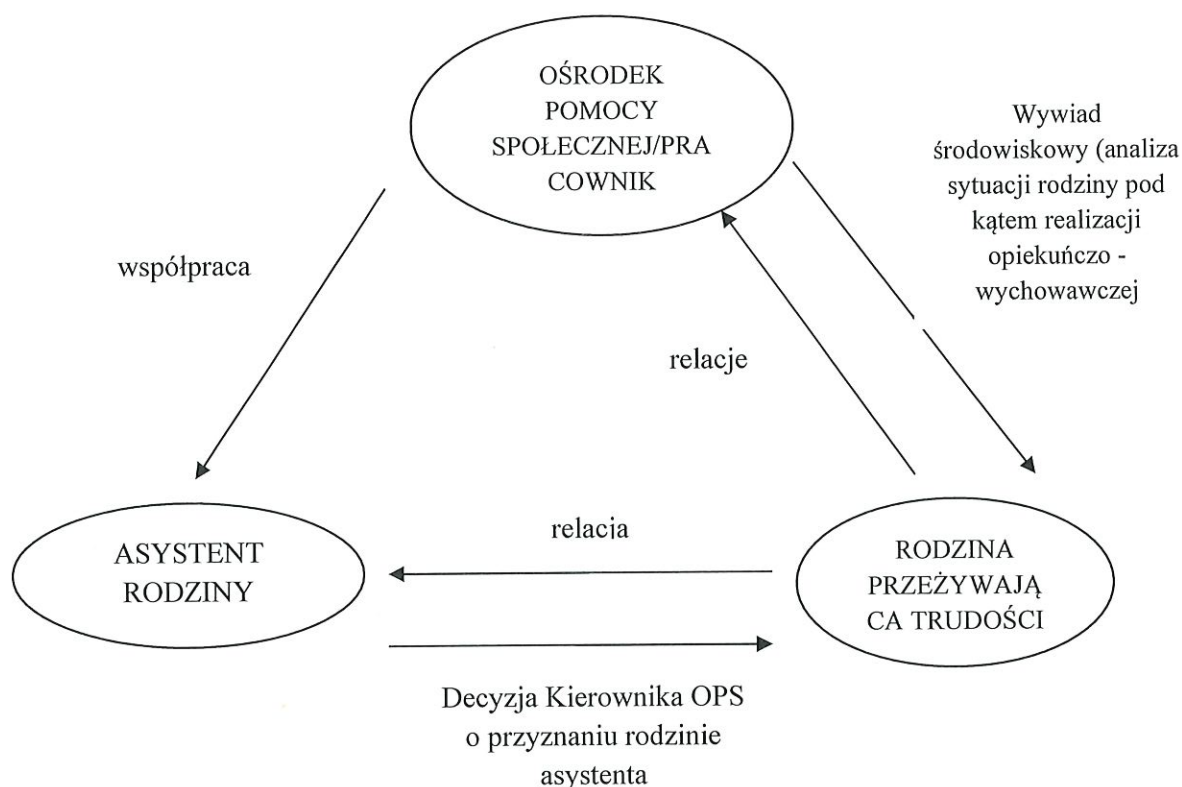 OŚRODEK
POMOCY
SPOŁECZNEJ/PRA
COWNIK
Wywiad
środowiskowy (analiza
sytuacji rodziny pod
kątem realizacji
opiekuńczo -
wychowawczej
współpraca
relacje
ASYSTENT
RODZINY
relacja
RODZINA
PRZEŻYWAJĄ
CA TRUDOŚCI
Decyzja Kierownika OPS
o przyznaniu rodzinie
asystenta